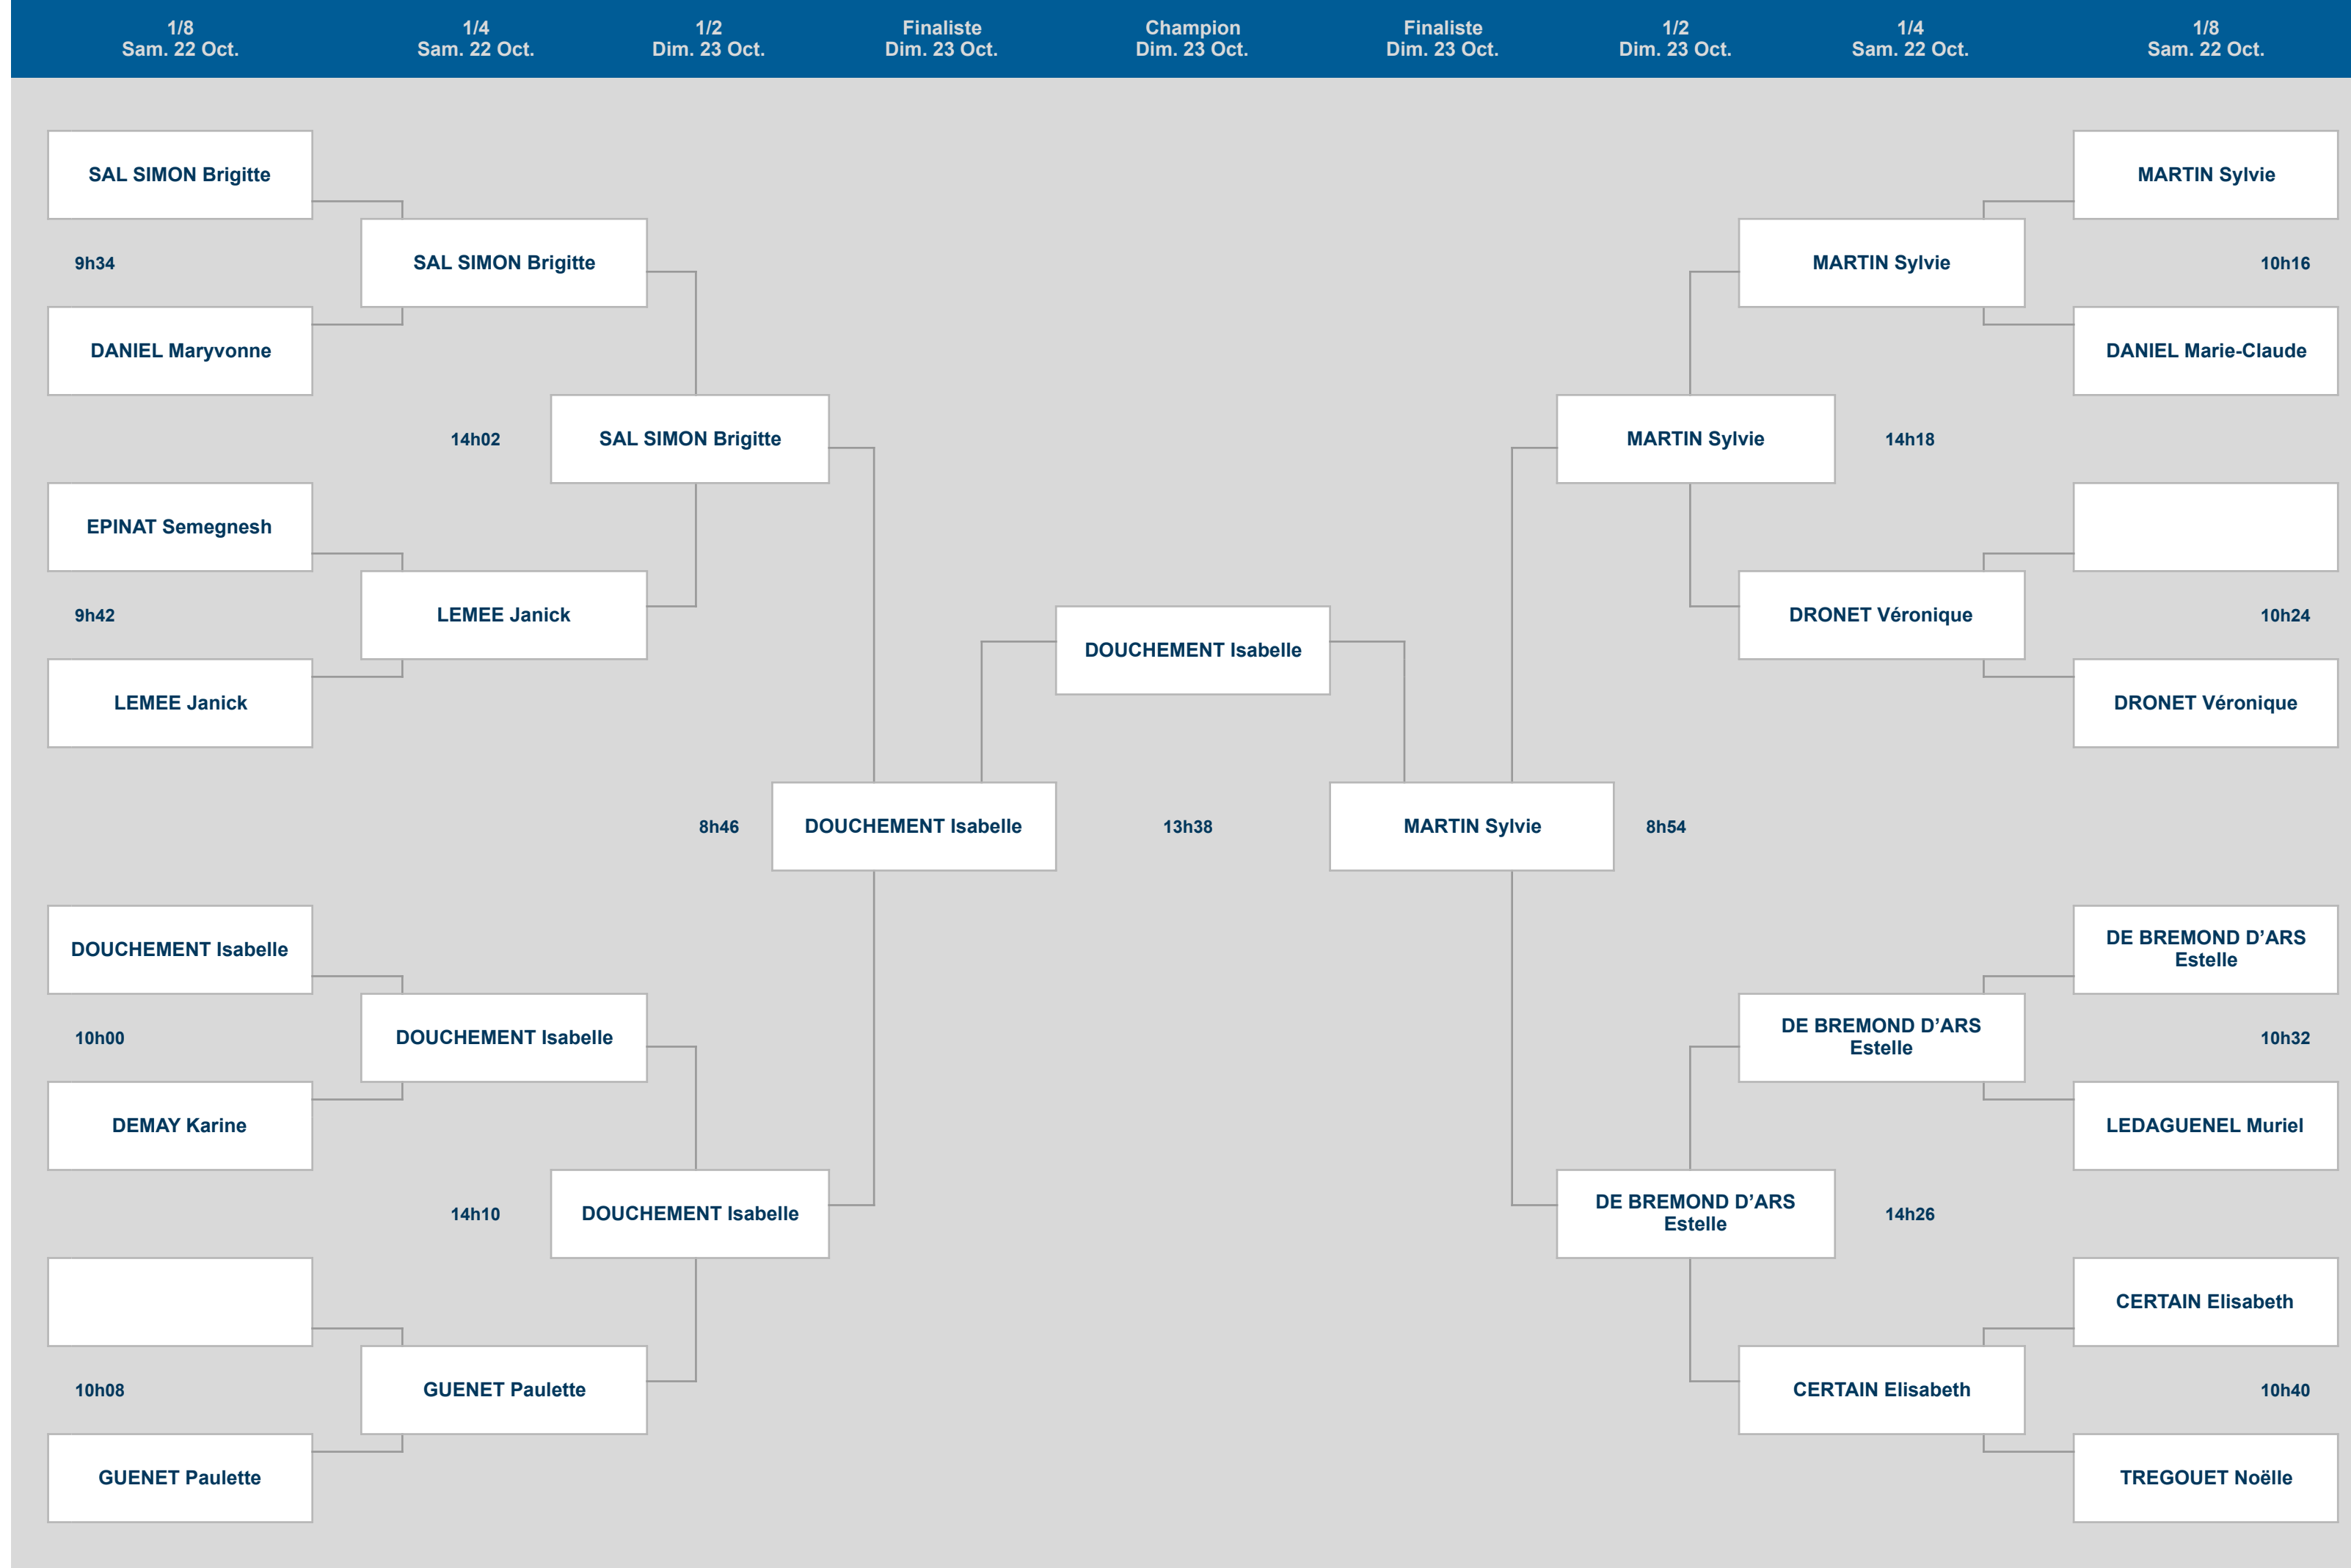 1/8
Sam. 22 Oct.
1/4
Sam. 22 Oct.
1/2
Dim. 23 Oct.
Finaliste
Dim. 23 Oct.
Champion
Dim. 23 Oct.
Finaliste
Dim. 23 Oct.
1/2
Dim. 23 Oct.
1/4
Sam. 22 Oct.
1/8
Sam. 22 Oct.
SAL SIMON Brigitte
MARTIN Sylvie
9h34
SAL SIMON Brigitte
MARTIN Sylvie
10h16
DANIEL Maryvonne
DANIEL Marie-Claude
14h02
SAL SIMON Brigitte
MARTIN Sylvie
14h18
EPINAT Semegnesh
9h42
LEMEE Janick
DRONET Véronique
10h24
DOUCHEMENT Isabelle
LEMEE Janick
DRONET Véronique
8h46
DOUCHEMENT Isabelle
13h38
MARTIN Sylvie
8h54
DOUCHEMENT Isabelle
DE BREMOND D’ARS
Estelle
10h00
DOUCHEMENT Isabelle
DE BREMOND D’ARS
Estelle
10h32
DEMAY Karine
LEDAGUENEL Muriel
14h10
DOUCHEMENT Isabelle
DE BREMOND D’ARS
Estelle
14h26
CERTAIN Elisabeth
10h08
GUENET Paulette
CERTAIN Elisabeth
10h40
GUENET Paulette
TREGOUET Noëlle